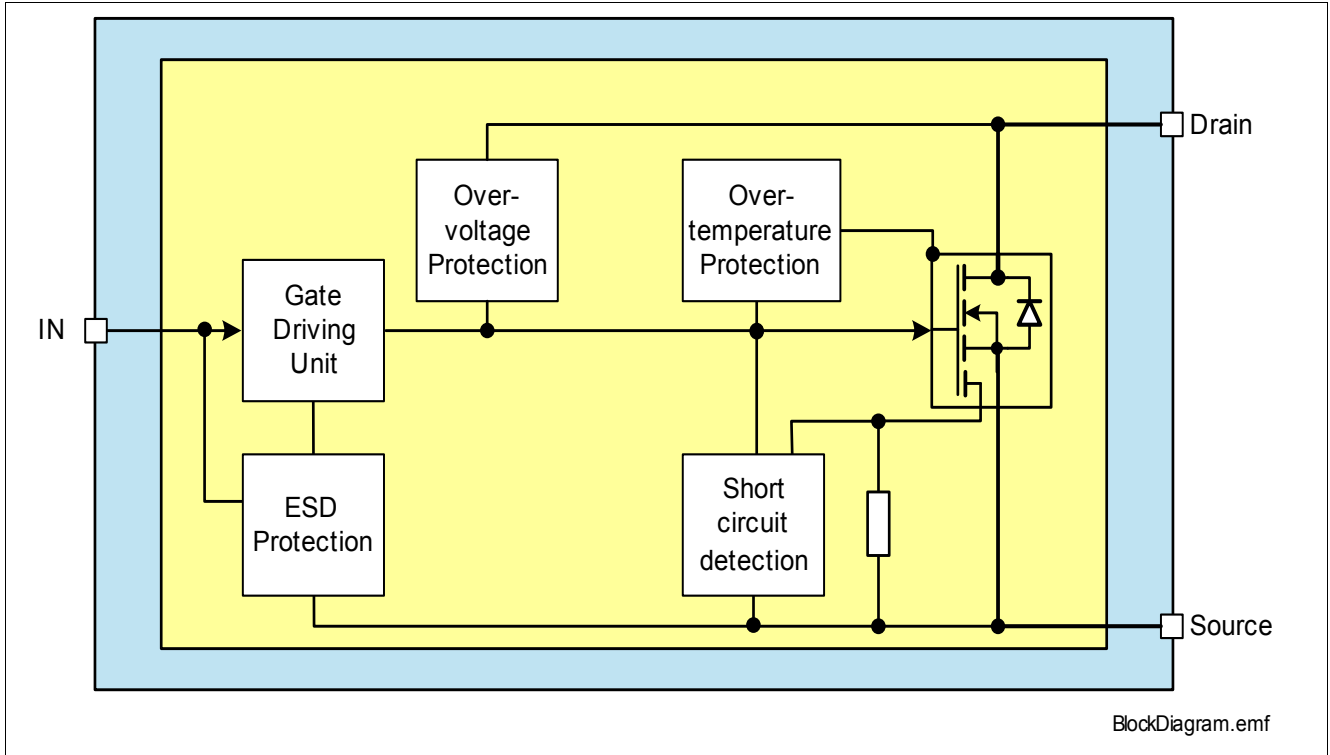 Drain
Over-
voltage
Protection
Over-
temperature
Protection
IN
Gate
Driving
Unit
ESD
Protection
Short
circuit
detection
Source
BlockDiagram.emf